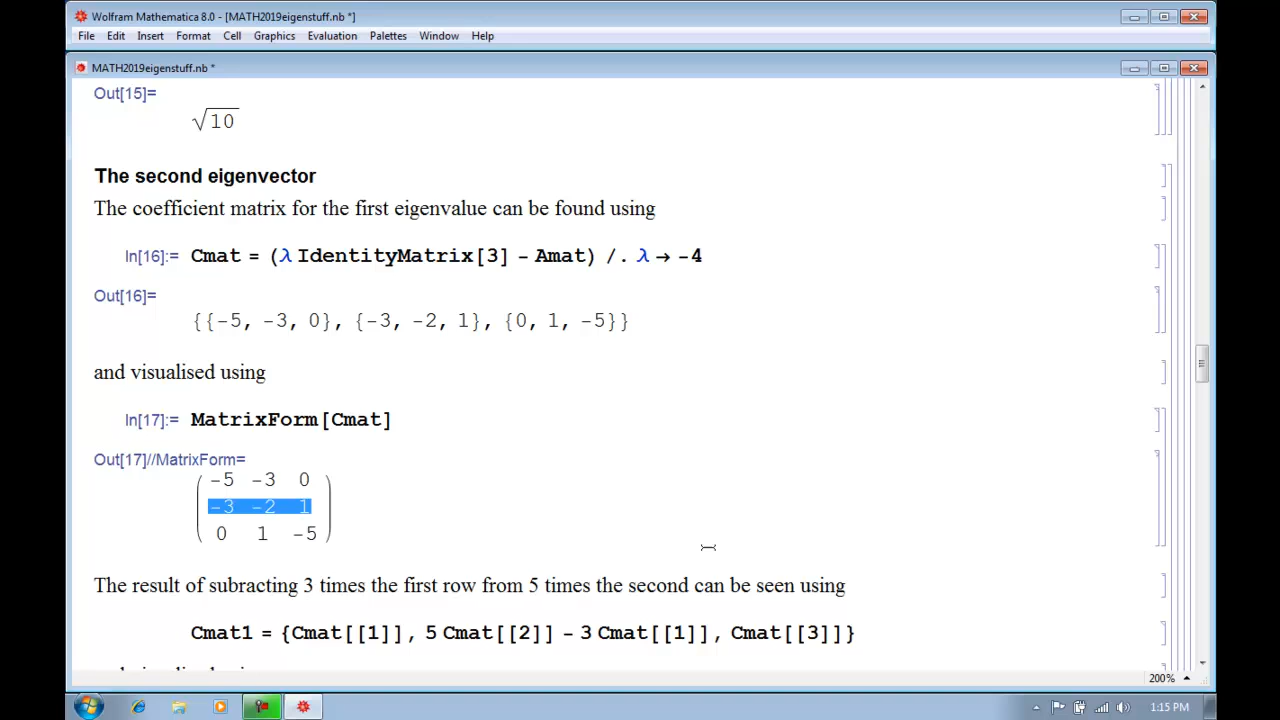 Wolfram Mathematica 8.0 - [MATH2019eigenstuff.nb *]
File Edit Insert Format Cell Graphics Evaluation Palettes Window Help
MATH2019eigenstuff.nb *
Out[15]=
√10
The second eigenvector
The coefficient matrix for the first eigenvalue can be found using
In[16]:= Cmat = (λ IdentityMatrix[3] - Amat) /. λ → -4
Out[16]=
{{-5, -3, 0}, {-3, -2, 1}, {0, 1, -5}}
and visualised using
In[17]:= MatrixForm[Cmat]
Out[17]//MatrixForm=
-5 -3 0
-3 -2 1
0 1 -5
The result of subracting 3 times the first row from 5 times the second can be seen using
Cmat1 = {Cmat[[1]], 5 Cmat[[2]] - 3 Cmat[[1]], Cmat[[3]]}
200%
1:15 PM